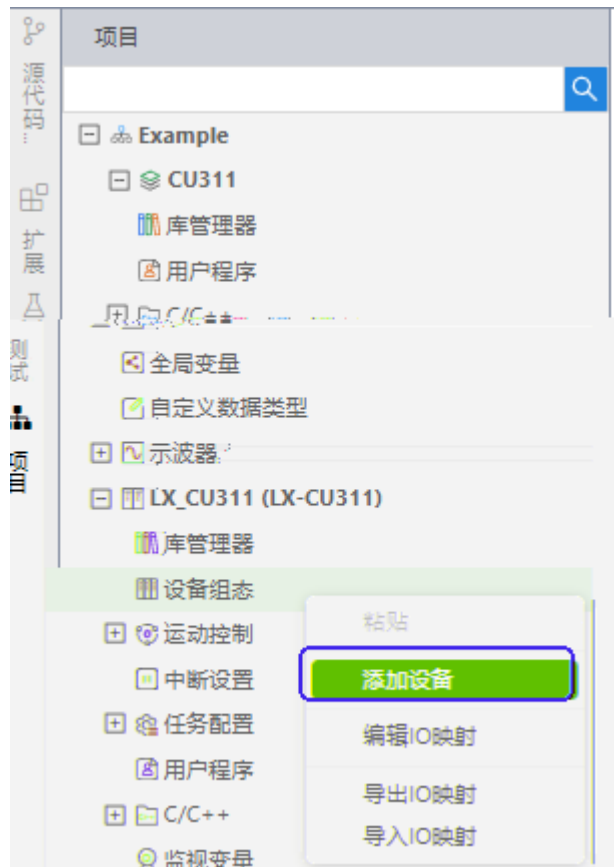 项目
源代码...
扩展
测试
项目
Example
CU311
库管理器
用户程序
C/C++
全局变量
自定义数据类型
示波器
LX_CU311 (LX-CU311)
库管理器
设备组态
运动控制
中断设置
任务配置
用户程序
C/C++
监视变量
粘贴
添加设备
编辑IO映射
导出IO映射
导入IO映射